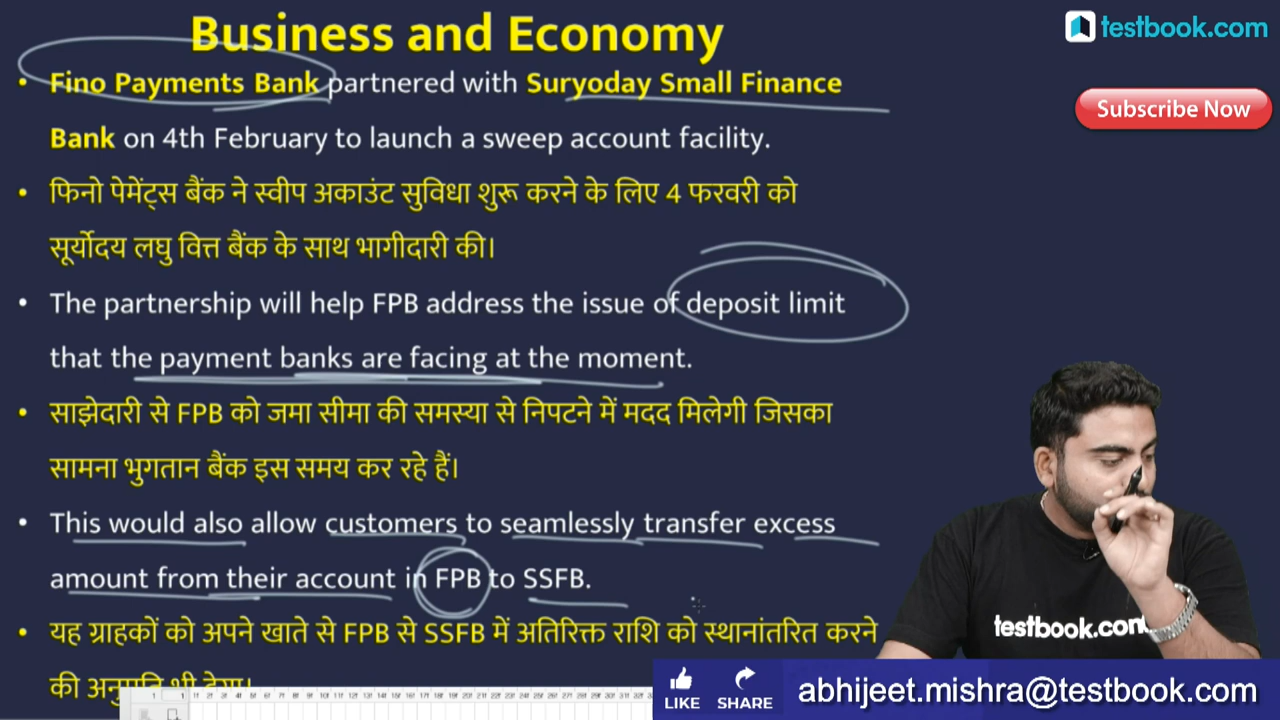 Business and Economy
testbook.com
Subscribe Now
• Fino Payments Bank partnered with Suryoday Small Finance
Bank on 4th February to launch a sweep account facility.
• फिनो पेमेंट्स बैंक ने स्वीप अकाउंट सुविधा शुरू करने के लिए 4 फरवरी को
सूर्योदय लघु वित्त बैंक के साथ भागीदारी की।
• The partnership will help FPB address the issue of deposit limit
that the payment banks are facing at the moment.
• साझेदारी से FPB को जमा सीमा की समस्या से निपटने में मदद मिलेगी जिसका
सामना भुगतान बैंक इस समय कर रहे हैं।
• This would also allow customers to seamlessly transfer excess
amount from their account in FPB to SSFB.
• यह ग्राहकों को अपने खाते से FPB से SSFB में अतिरिक्त राशि को स्थानांतरित करने
की अनुमति भी देगा।
testbook.com
LIKE
SHARE
abhijeet.mishra@testbook.com